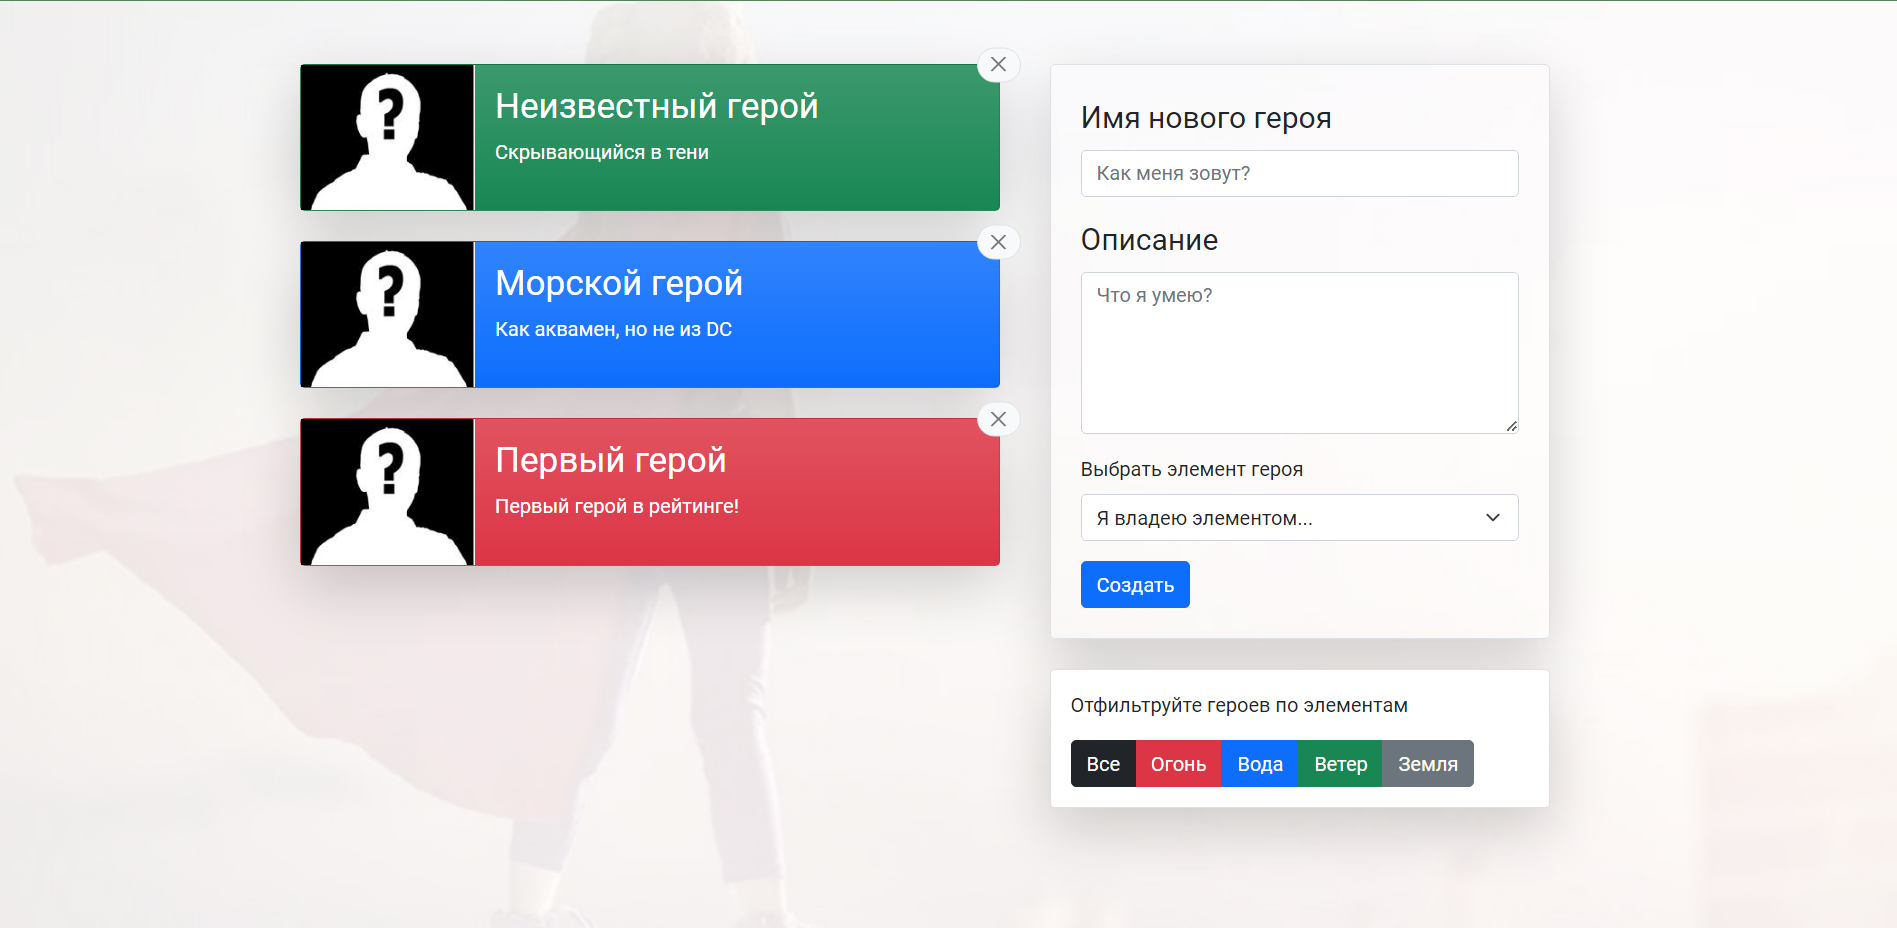 Неизвестный герой
Скрывающийся в тени
Морской герой
Как аквамен, но не из DC
Первый герой
Первый герой в рейтинге!
Имя нового героя
Как меня зовут?
Описание
Что я умею?
Выбрать элемент героя
Я владею элементом...
Создать
Отфильтруйте героев по элементам
Все Огонь Вода Ветер Земля